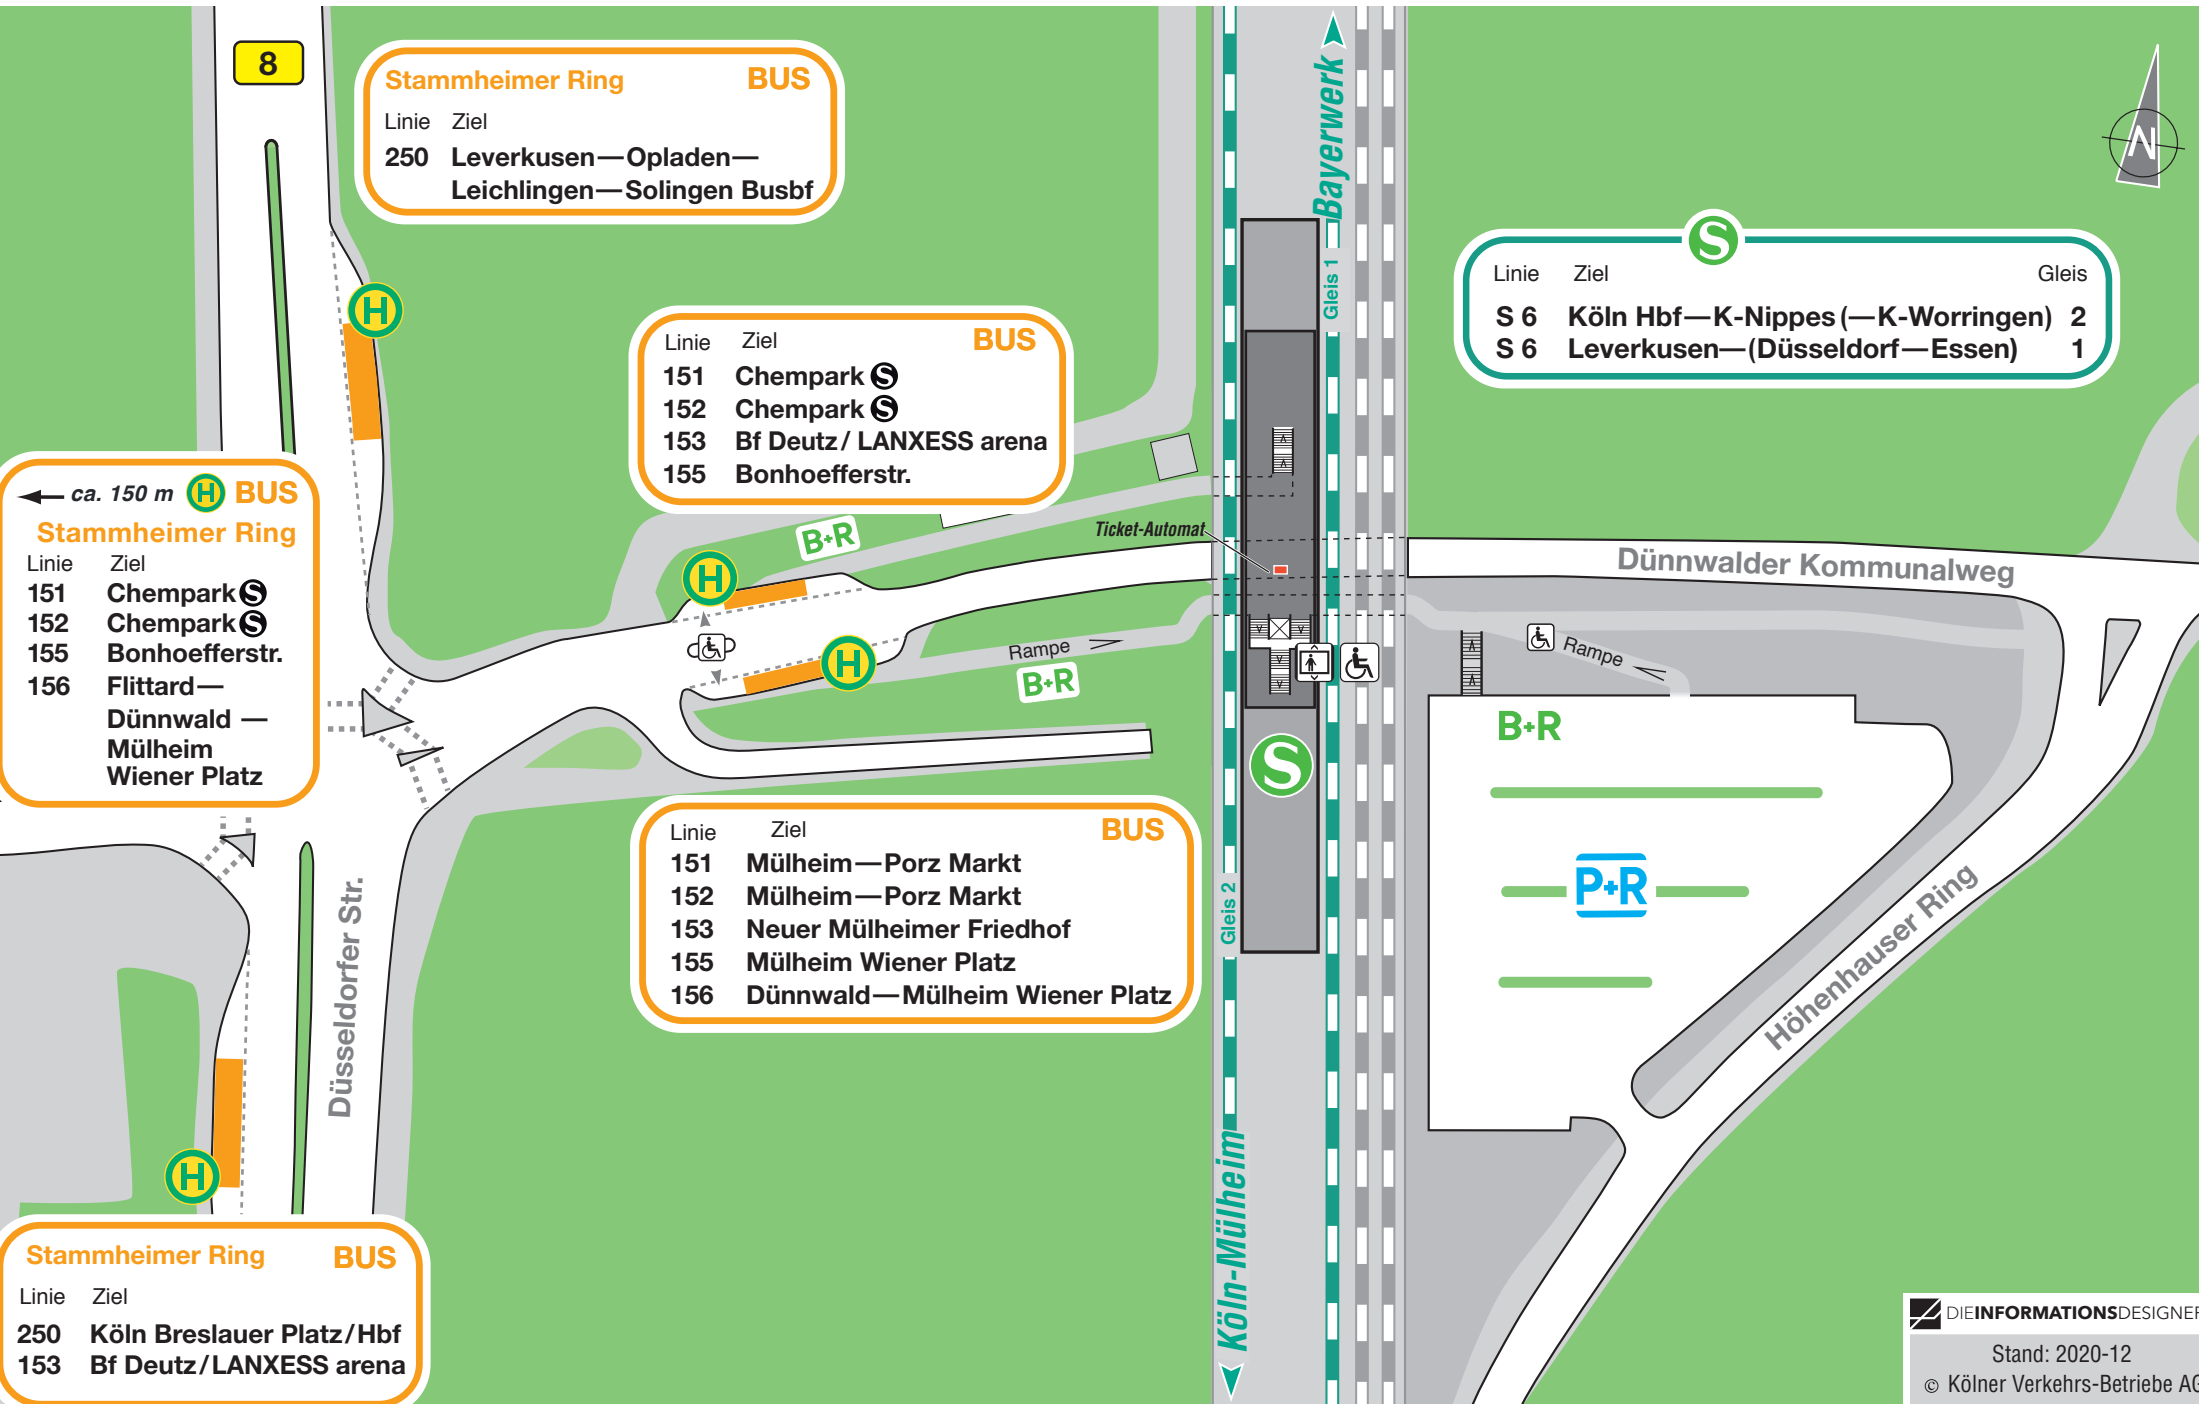 8
Stammheimer Ring BUS
Linie Ziel
250 Leverkusen—Opladen—
Leichlingen—Solingen Busbf
Bayerwerk
N
S
Linie Ziel Gleis
S 6 Köln Hbf—K-Nippes (—K-Worringen) 2
S 6 Leverkusen—(Düsseldorf—Essen) 1
Gleis 1
H
Linie Ziel BUS
151 Chempark S
152 Chempark S
153 Bf Deutz / LANXESS arena
155 Bonhoefferstr.
ca. 150 m H BUS
Stammheimer Ring
Linie Ziel
151 Chempark S
152 Chempark S
155 Bonhoefferstr.
156 Flittard—
Dünnwald —
Mülheim
Wiener Platz
B+R
Ticket-Automat
H
Dünnwalder Kommunalweg
H
Rampe
B+R
Rampe
B+R
S
P+R
Linie Ziel BUS
151 Mülheim—Porz Markt
152 Mülheim—Porz Markt
153 Neuer Mülheimer Friedhof
155 Mülheim Wiener Platz
156 Dünnwald—Mülheim Wiener Platz
Gleis 2
Düsseldorfer Str.
Höhenhauser Ring
H
Köln-Mülheim
Stammheimer Ring BUS
Linie Ziel
250 Köln Breslauer Platz/Hbf
153 Bf Deutz/LANXESS arena
DIEINFORMATIONSDESIGNER
Stand: 2020-12
© Kölner Verkehrs-Betriebe AG